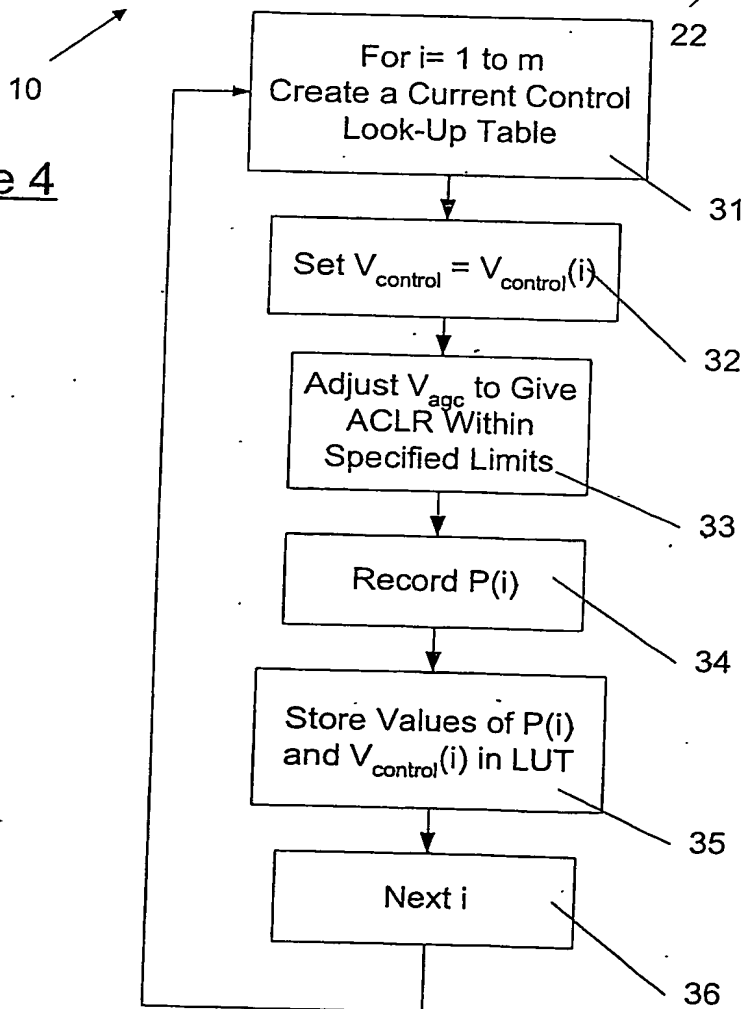 22
10
For i= 1 to m
Create a Current Control
Look-Up Table
31
Set V_control = V_control(i)
32
Adjust V_agc to Give
ACLR Within
Specified Limits
33
Record P(i)
34
Store Values of P(i)
and V_control(i) in LUT
35
Next i
36
4